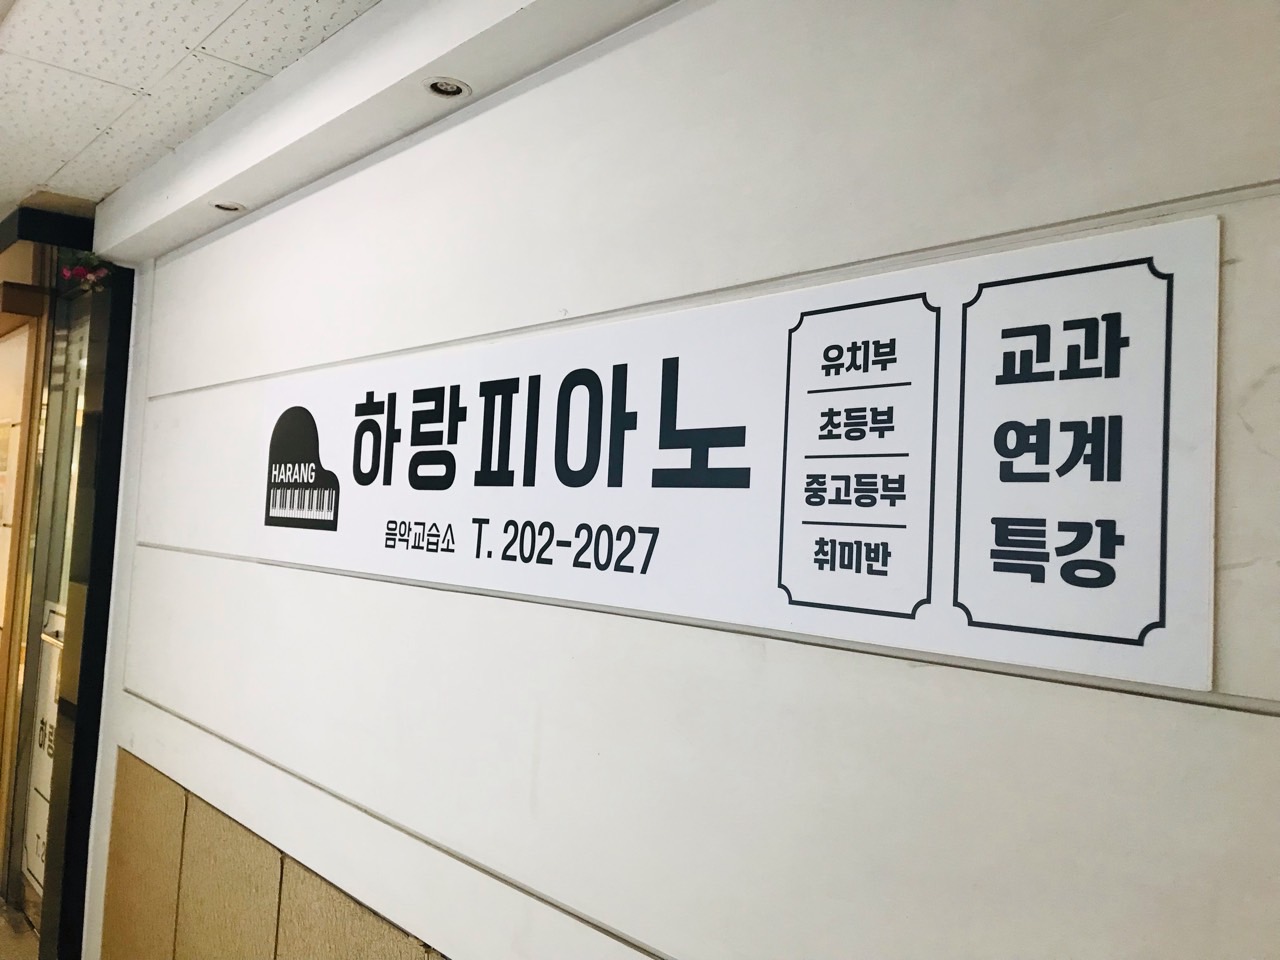 HARANG
하랑피아노
음악교습소 T. 202-2027
유치부
초등부
중고등부
취미반
교과
연계
특강